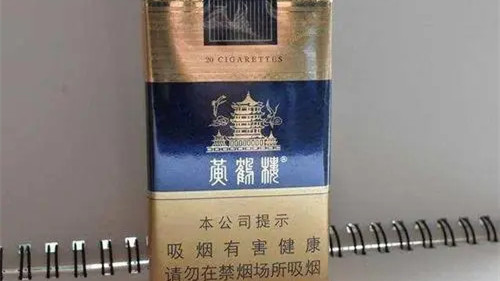 20 CIGARETTES
黄鹤楼®
本公司提示
吸烟有害健康
请勿在禁烟场所吸烟